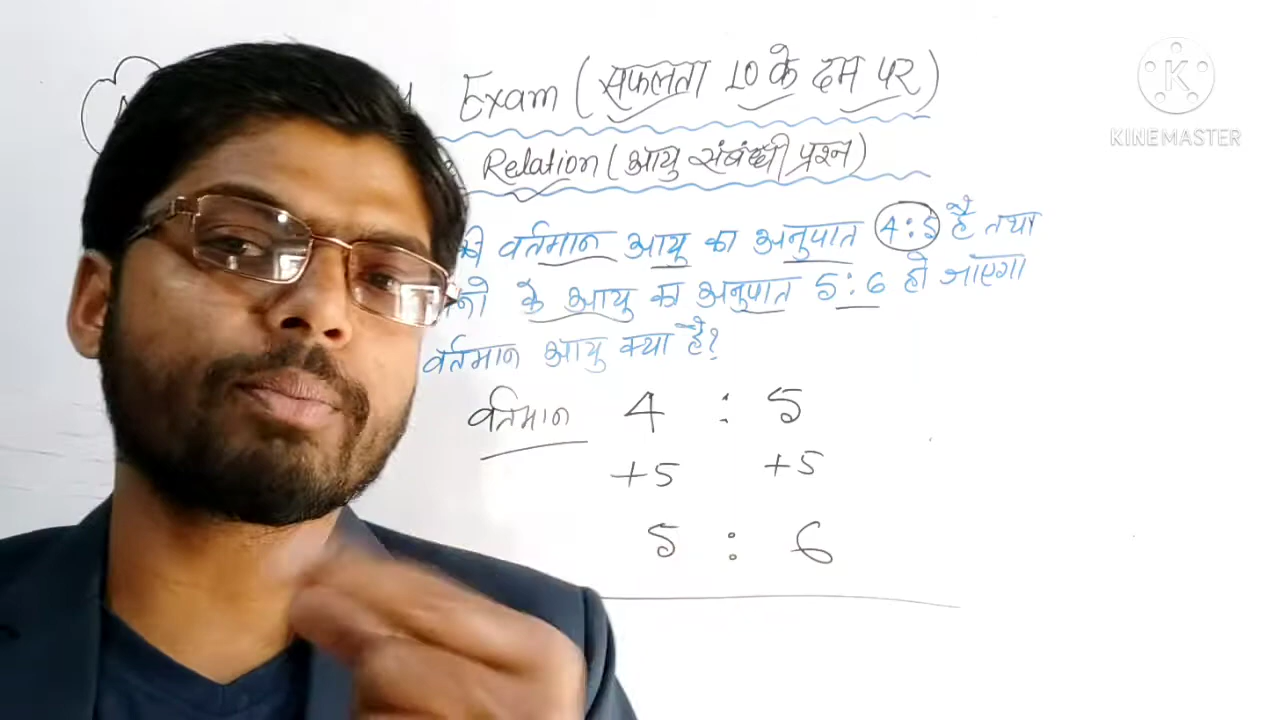 Exam (सफलता 10 के दम पर)
KINEMASTER
Relation (आयु संबंधी प्रश्न)
की वर्तमान आयु का अनुपात 4:5 है तथा
के आयु का अनुपात 5:6 हो जाएगा
वर्तमान आयु क्या है?
वर्तमान 4 : 5
+5 +5
5 : 6